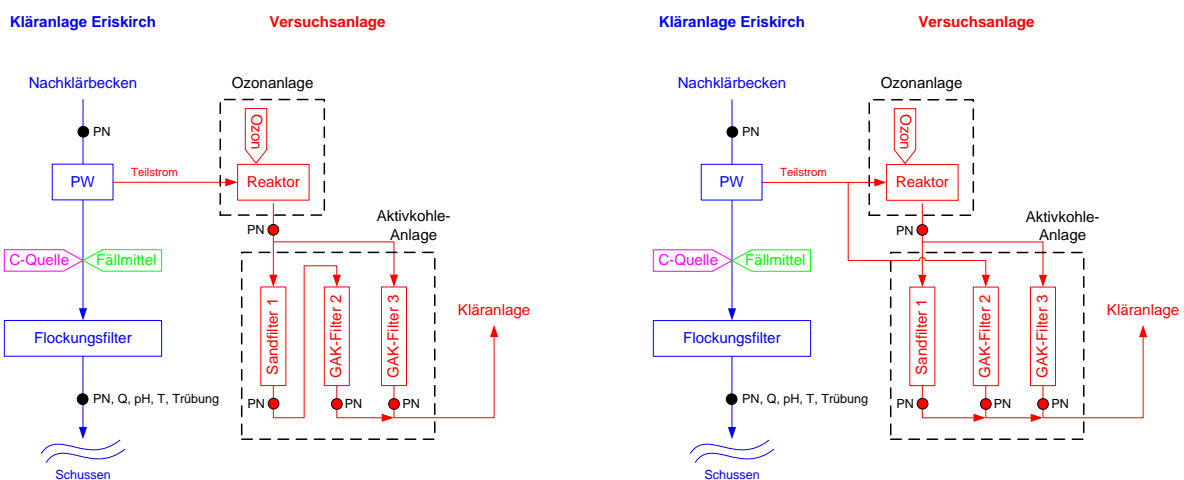 Kläranlage Eriskirch
Versuchsanlage
Nachklärbecken
Ozonanlage
PN
Ozon
PW
Teilstrom
Reaktor
PN
Aktivkohle-
Anlage
C-Quelle
Fällmittel
Sandfilter 1
GAK-Filter 2
GAK-Filter 3
Kläranlage
Flockungsfilter
PN, Q, pH, T, Trübung
PN
PN
PN
Schussen
Kläranlage Eriskirch
Versuchsanlage
Nachklärbecken
Ozonanlage
PN
Ozon
PW
Teilstrom
Reaktor
PN
Aktivkohle-
Anlage
C-Quelle
Fällmittel
Sandfilter 1
GAK-Filter 2
GAK-Filter 3
Kläranlage
Flockungsfilter
PN, Q, pH, T, Trübung
PN
PN
PN
Schussen